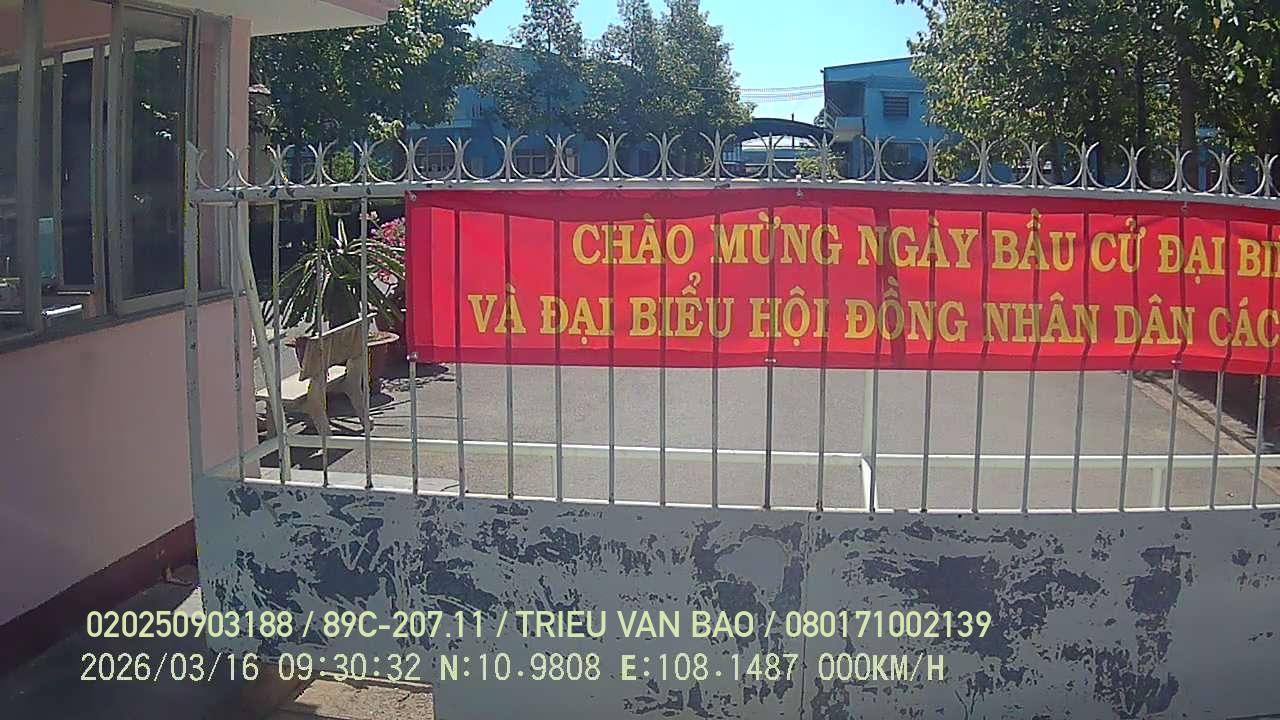 CHÀO MỪNG NGÀY BẦU CỬ ĐẠI
VÀ ĐẠI BIỂU HỘI ĐỒNG NHÂN DÂN CÁC
020250903188 / 89C-207.11 / TRIEU VAN BAO / 080171002139
2026/03/16 09:30:32 N:10.9808 E:108.1487 000KM/H